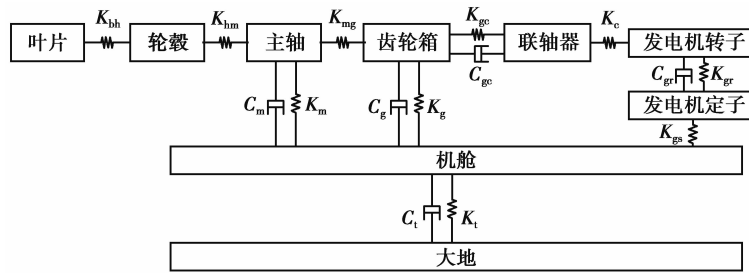 K_bh K_hm K_mg K_gc K_c
叶片 轮毂 主轴 齿轮箱 联轴器 发电机转子
C_gc
C_gr K_gr
C_m K_m C_g K_g
发电机定子
K_gs
机舱
C_t K_t
大地